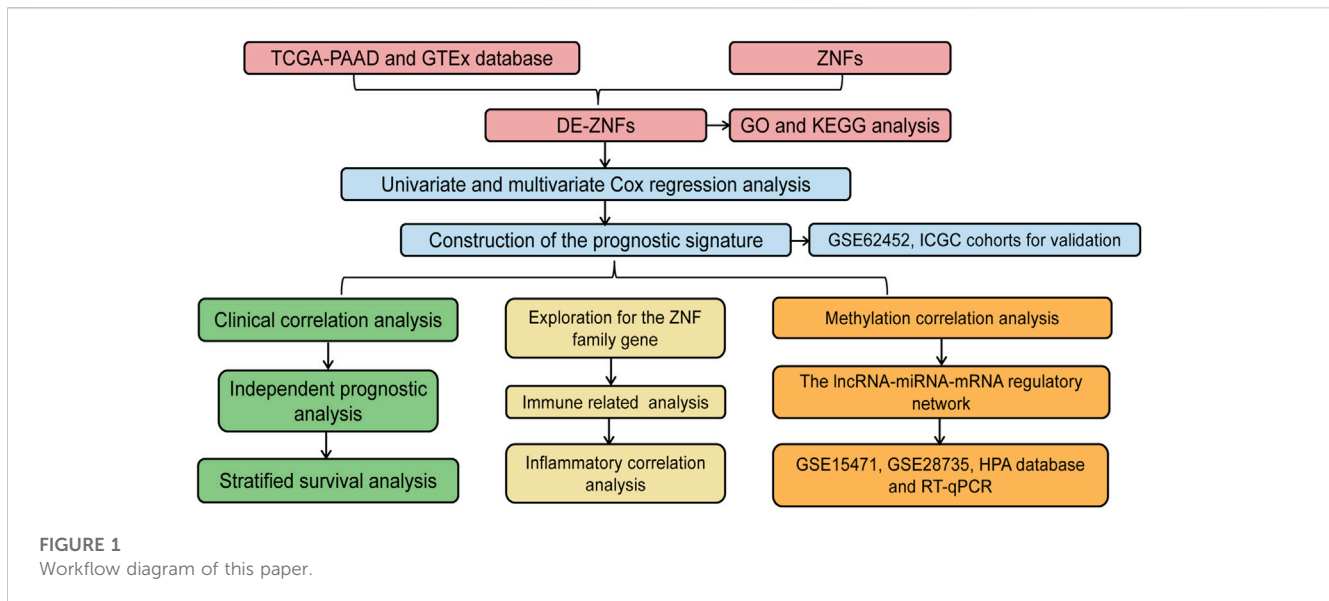 TCGA-PAAD and GTEx database
ZNFs
DE-ZNFs
GO and KEGG analysis
Univariate and multivariate Cox regression analysis
Construction of the prognostic signature
GSE62452, ICGC cohorts for validation
Clinical correlation analysis
Independent prognostic
analysis
Stratified survival analysis
Exploration for the ZNF
family gene
Immune related analysis
Inflammatory correlation
analysis
Methylation correlation analysis
The lncRNA-miRNA-mRNA regulatory
network
GSE15471, GSE28735, HPA database
and RT-qPCR
FIGURE 1
Workflow diagram of this paper.